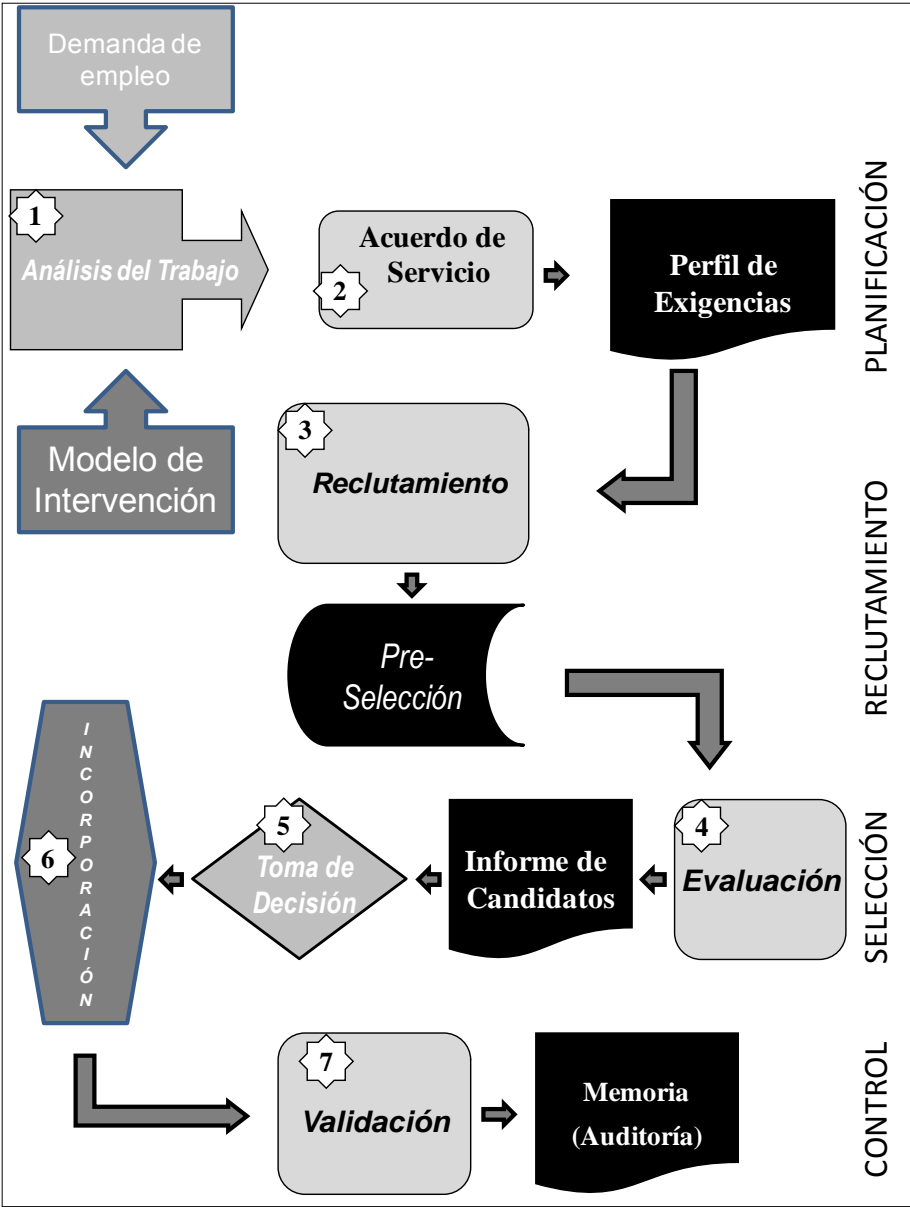 Demanda de
empleo
1
Análisis del Trabajo
Acuerdo de
Servicio
2
Perfil de
Exigencias
PLANIFICACIÓN
Modelo de
Intervención
3
Reclutamiento
RECLUTAMIENTO
Pre-
Selección
INCORPORACIÓN
6
5
Toma de
Decisión
Informe de
Candidatos
4
Evaluación
SELECCIÓN
7
Validación
Memoria
(Auditoría)
CONTROL